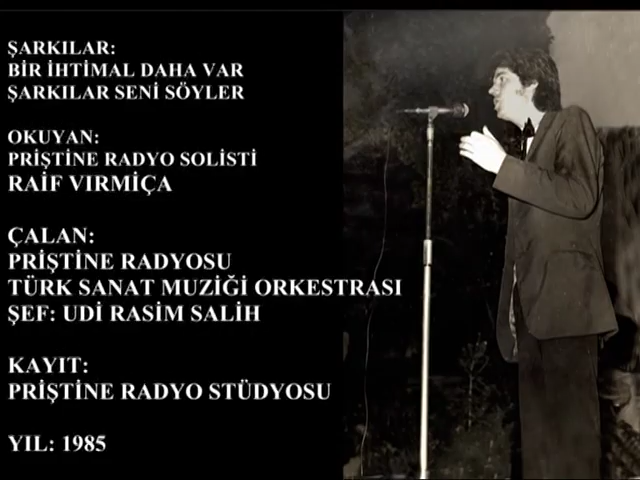 ŞARKILAR:
BİR İHTİMAL DAHA VAR
ŞARKILAR SENİ SÖYLER
OKUYAN:
PRİŞTİNE RADYO SOLİSTİ
RAİF VIRMİÇA
ÇALAN:
PRİŞTİNE RADYOSU
TÜRK SANAT MUZİĞİ ORKESTRASI
ŞEF: UDİ RASİM SALİH
KAYIT:
PRİŞTİNE RADYO STÜDYOSU
YIL: 1985